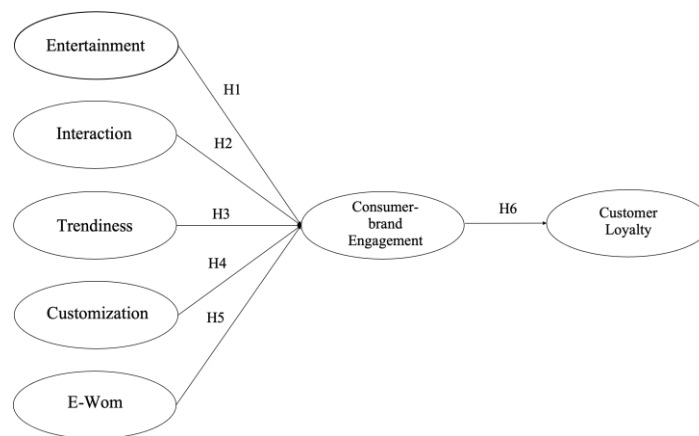 Entertainment
H1
Interaction
H2
Trendiness
H3
Consumer-
brand
Engagement
H6
Customer
Loyalty
H4
Customization
H5
E-Wom